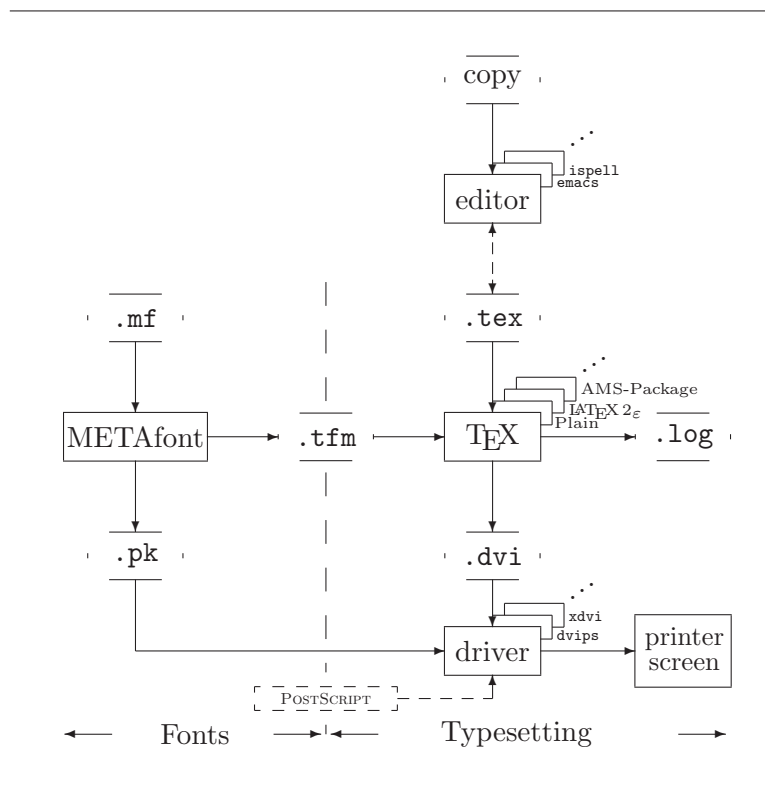 copy
ispell
emacs
editor
.mf
.tex
AMS-Package
LATEX 2ε
Plain
METAfont
.tfm
TEX
.log
.pk
.dvi
xdvi
dvips
driver
printer
screen
POSTSCRIPT
Fonts
Typesetting